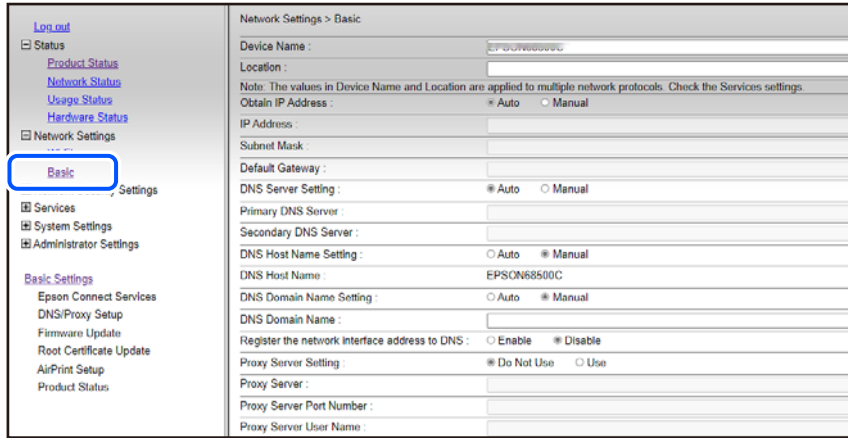 Log out
Status
Product Status
Network Status
Usage Status
Hardware Status
Network Settings
Basic
Settings
Services
System Settings
Administrator Settings
Basic Settings
Epson Connect Services
DNS/Proxy Setup
Firmware Update
Root Certificate Update
AirPrint Setup
Product Status
Network Settings > Basic
Device Name :
Location :
Note: The values in Device Name and Location are applied to multiple network protocols. Check the Services settings.
Obtain IP Address : Auto Manual
IP Address :
Subnet Mask :
Default Gateway :
DNS Server Setting : Auto Manual
Primary DNS Server :
Secondary DNS Server :
DNS Host Name Setting : Auto Manual
DNS Host Name : EPSON68500C
DNS Domain Name Setting : Auto Manual
DNS Domain Name :
Register the network interface address to DNS : Enable Disable
Proxy Server Setting : Do Not Use Use
Proxy Server :
Proxy Server Port Number :
Proxy Server User Name :